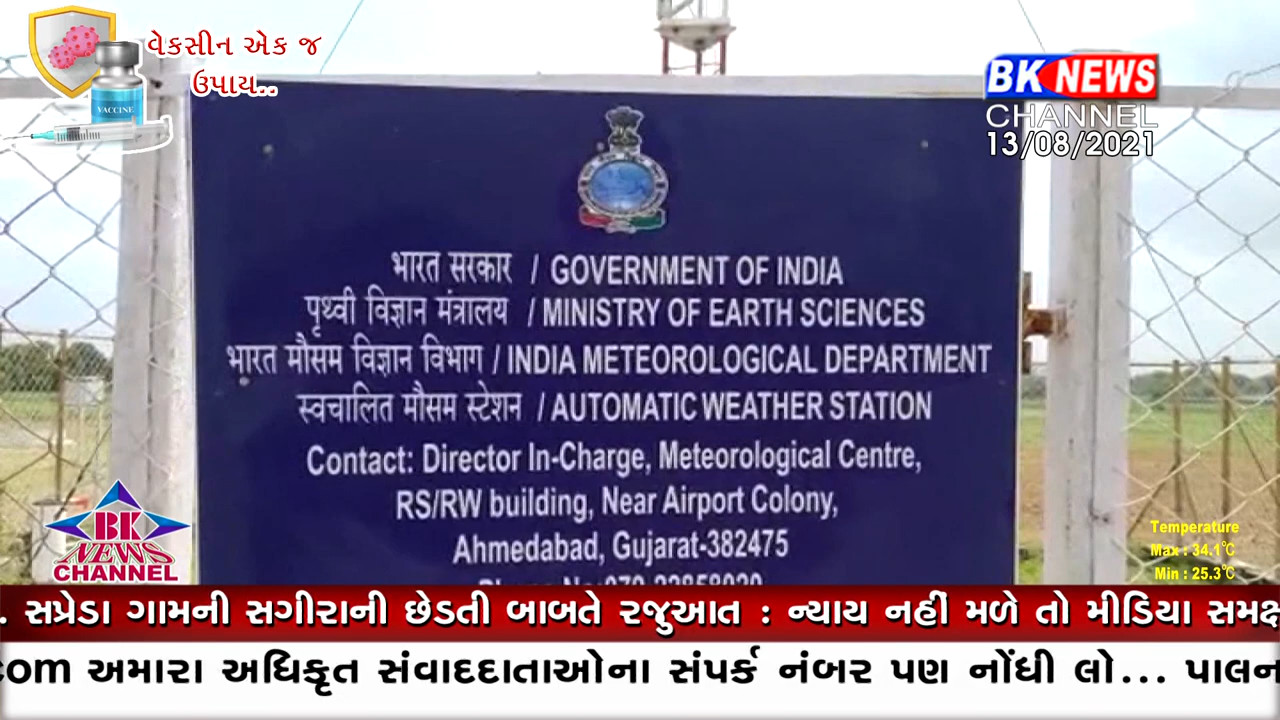 વેકસીન એક જ
ઉપાય..
VACCINE
BK NEWS
CHANNEL
13/08/2021
भारत सरकार / GOVERNMENT OF INDIA
पृथ्वी विज्ञान मंत्रालय / MINISTRY OF EARTH SCIENCES
भारत मौसम विज्ञान विभाग / INDIA METEOROLOGICAL DEPARTMENT
स्वचालित मौसम स्टेशन / AUTOMATIC WEATHER STATION
Contact: Director In-Charge, Meteorological Centre,
RS/RW building, Near Airport Colony,
Ahmedabad, Gujarat-382475
BK
NEWS
CHANNEL
Temperature
Max : 34.1℃
Min : 25.3℃
. સપ્રેડા ગામની સગીરાની છેડતી બાબતે રજુઆત : ન્યાય નહીં મળે તો મીડિયા સમક્ષ
com અમારા અધિકૃત સંવાદદાતાઓના સંપર્ક નંબર પણ નોંધી લો... પાલન